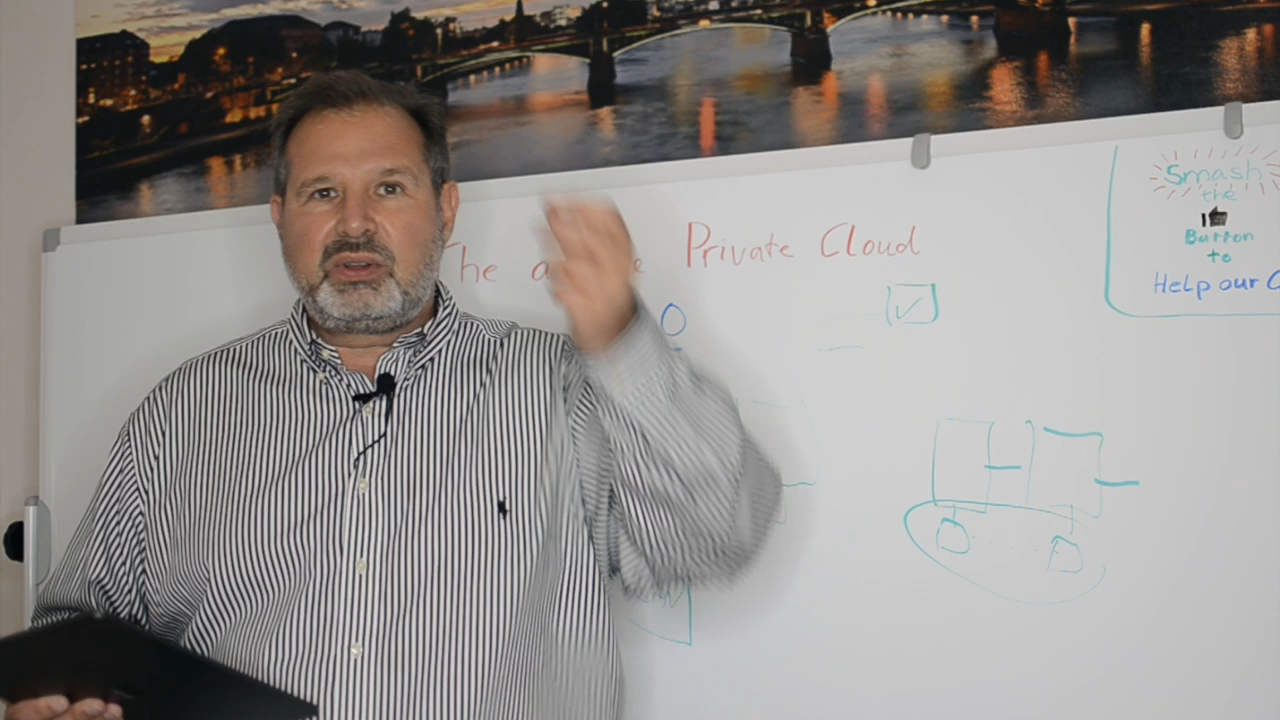 The Private Cloud
Smash
the
Button
to
Help our